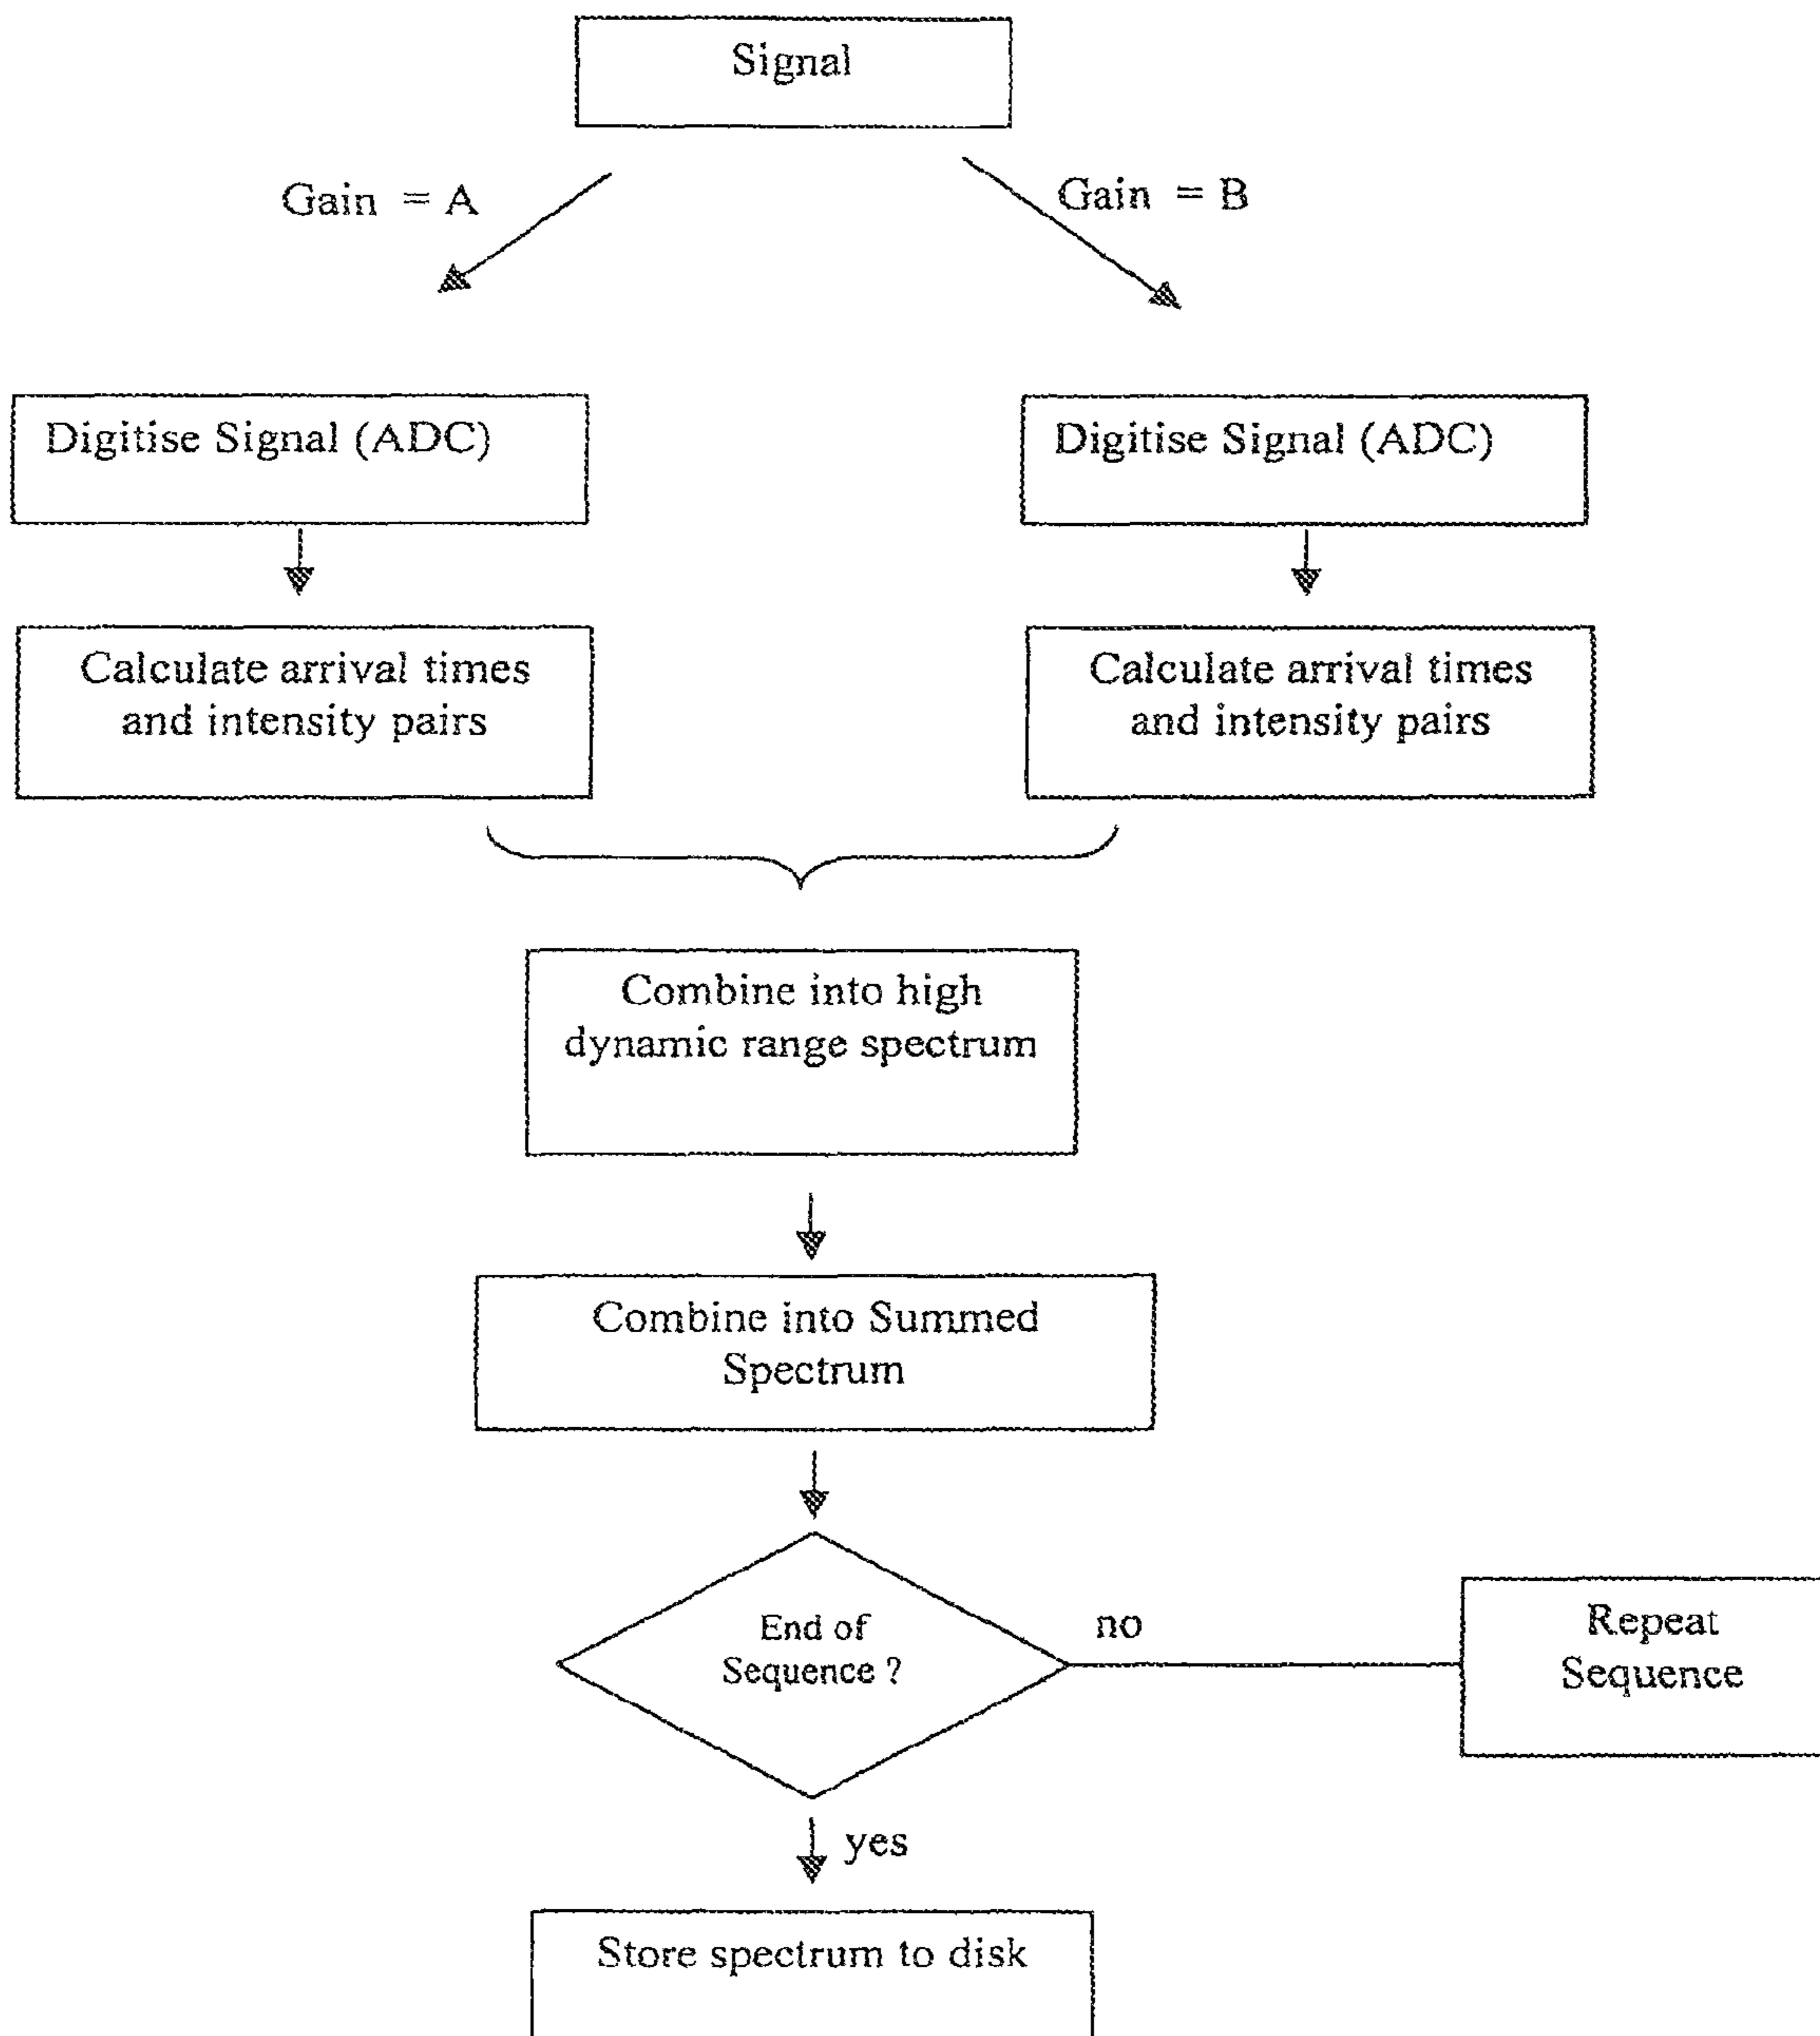 Signal
Gain = A
Gain = B
Digitise Signal (ADC)
Digitise Signal (ADC)
Calculate arrival times
and intensity pairs
Calculate arrival times
and intensity pairs
Combine into high
dynamic range spectrum
Combine into Summed
Spectrum
End of
Sequence ?
no
Repeat
Sequence
yes
Store spectrum to disk